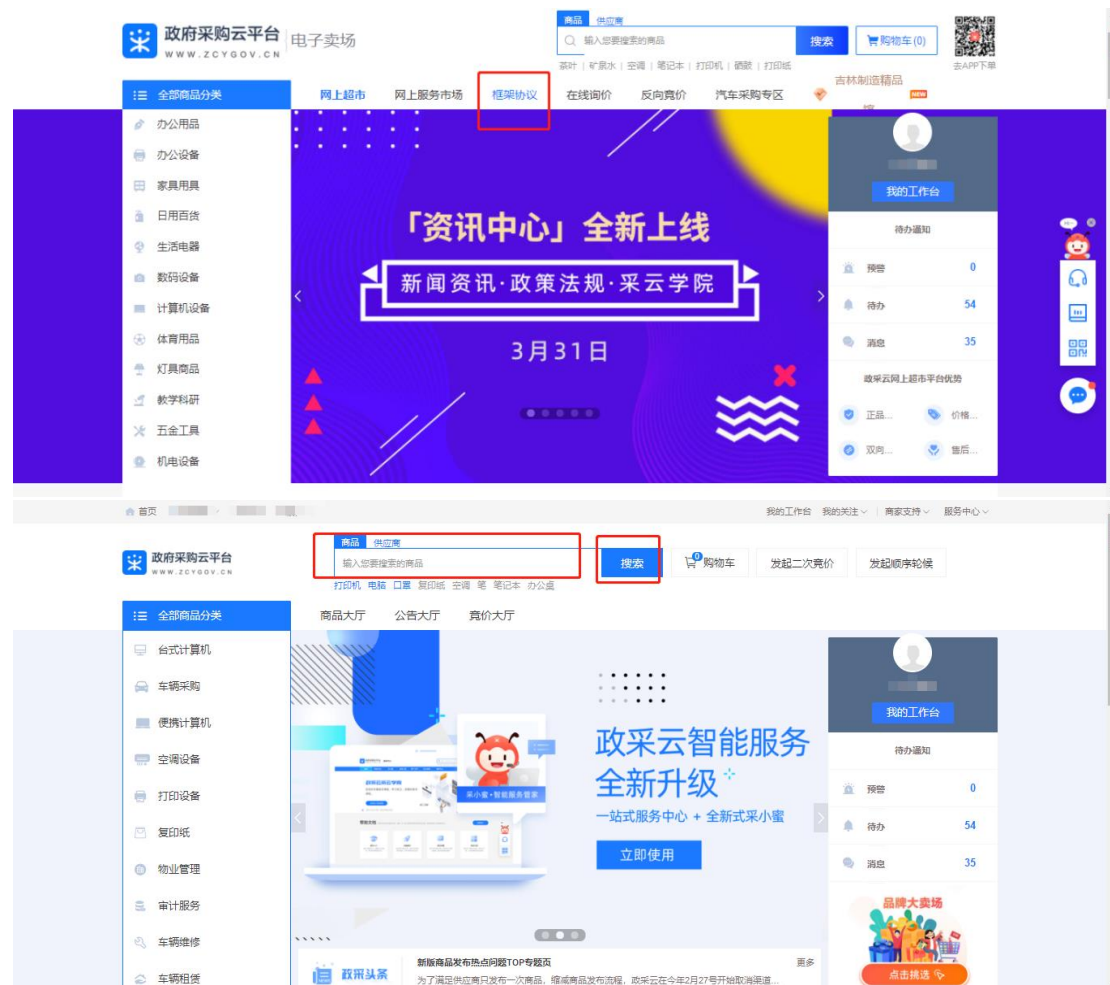 政府采购云平台
WWW.ZCYGOV.CN
电子卖场
商品 供应商
输入您要搜索的商品
搜索
购物车(0)
茶叶 | 矿泉水 | 空调 | 笔记本 | 打印机 | 硒鼓 | 打印纸
去APP下单
全部商品分类
网上超市 网上服务市场 框架协议 在线询价 反向竞价 汽车采购专区
吉林制造精品
馆
NEW
办公用品
办公设备
家具用具
日用百货
生活电器
数码设备
计算机设备
体育用品
灯具商品
教学科研
五金工具
机电设备
「资讯中心」全新上线
新闻资讯·政策法规·采云学院
3月31日
我的工作台
待办通知
预警 0
待办 54
消息 35
政采云网上超市平台优势
正品... 价格...
双向... 售后...
首页
我的工作台 我的关注 商家支持 服务中心
政府采购云平台
WWW.ZCYGOV.CN
商品 供应商
输入您要搜索的商品
搜索
0
购物车
发起二次竞价
发起顺序轮候
打印机 电脑 口罩 复印纸 空调 笔 笔记本 办公桌
全部商品分类
商品大厅 公告大厅 竞价大厅
台式计算机
车辆采购
便携计算机
空调设备
打印设备
复印纸
物业管理
审计服务
车辆维修
车辆租赁
采小蜜·智能服务管家
政采云智能服务
全新升级
一站式服务中心 + 全新式采小蜜
立即使用
我的工作台
待办通知
预警 0
待办 54
消息 35
品牌大卖场
点击挑选
政采头条
新版商品发布热点问题TOP专题页
更多
为了满足供应商只发布一次商品，缩减商品发布流程，政采云在今年2月27号开始取消渠道...